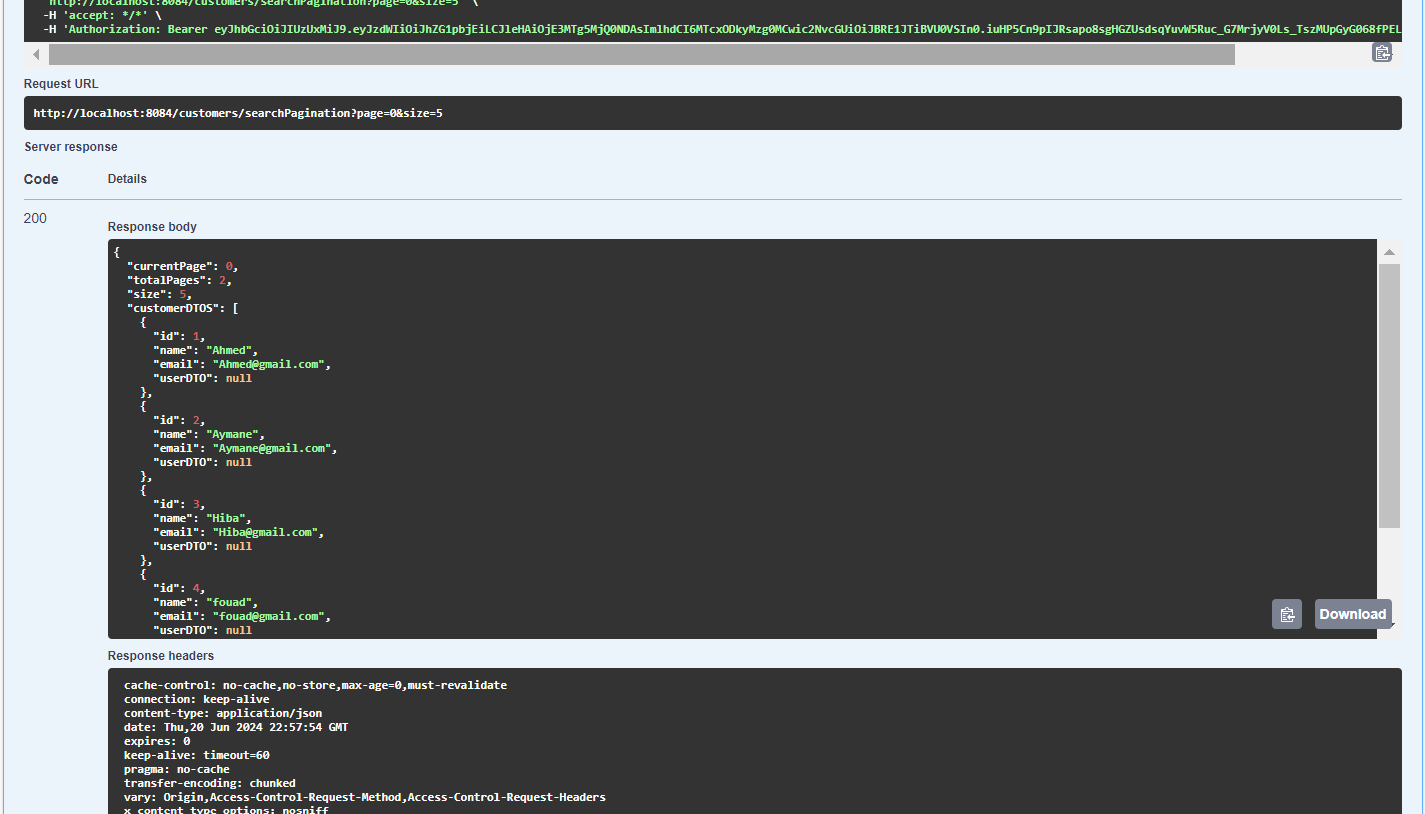 http://localhost:8084/customers/searchPagination?page=0&size=5' \
-H 'accept: */*' \
-H 'Authorization: Bearer
Request URL
http://localhost:8084/customers/searchPagination?page=0&size=5
Server response
Code Details
200
Response body
{
"currentPage": 0,
"totalPages": 2,
"size": 5,
"customerDTOS": [
{
"id": 1,
"name": "Ahmed",
"email": "Ahmed@gmail.com",
"userDTO": null
},
{
"id": 2,
"name": "Aymane",
"email": "Aymane@gmail.com",
"userDTO": null
},
{
"id": 3,
"name": "Hiba",
"email": "Hiba@gmail.com",
"userDTO": null
},
{
"id": 4,
"name": "fouad",
"email": "fouad@gmail.com",
"userDTO": null
Download
Response headers
cache-control: no-cache,no-store,max-age=0,must-revalidate
connection: keep-alive
content-type: application/json
date: Thu,20 Jun 2024 22:57:54 GMT
expires: 0
keep-alive: timeout=60
pragma: no-cache
transfer-encoding: chunked
vary: Origin,Access-Control-Request-Method,Access-Control-Request-Headers
x-content-type-options: nosniff